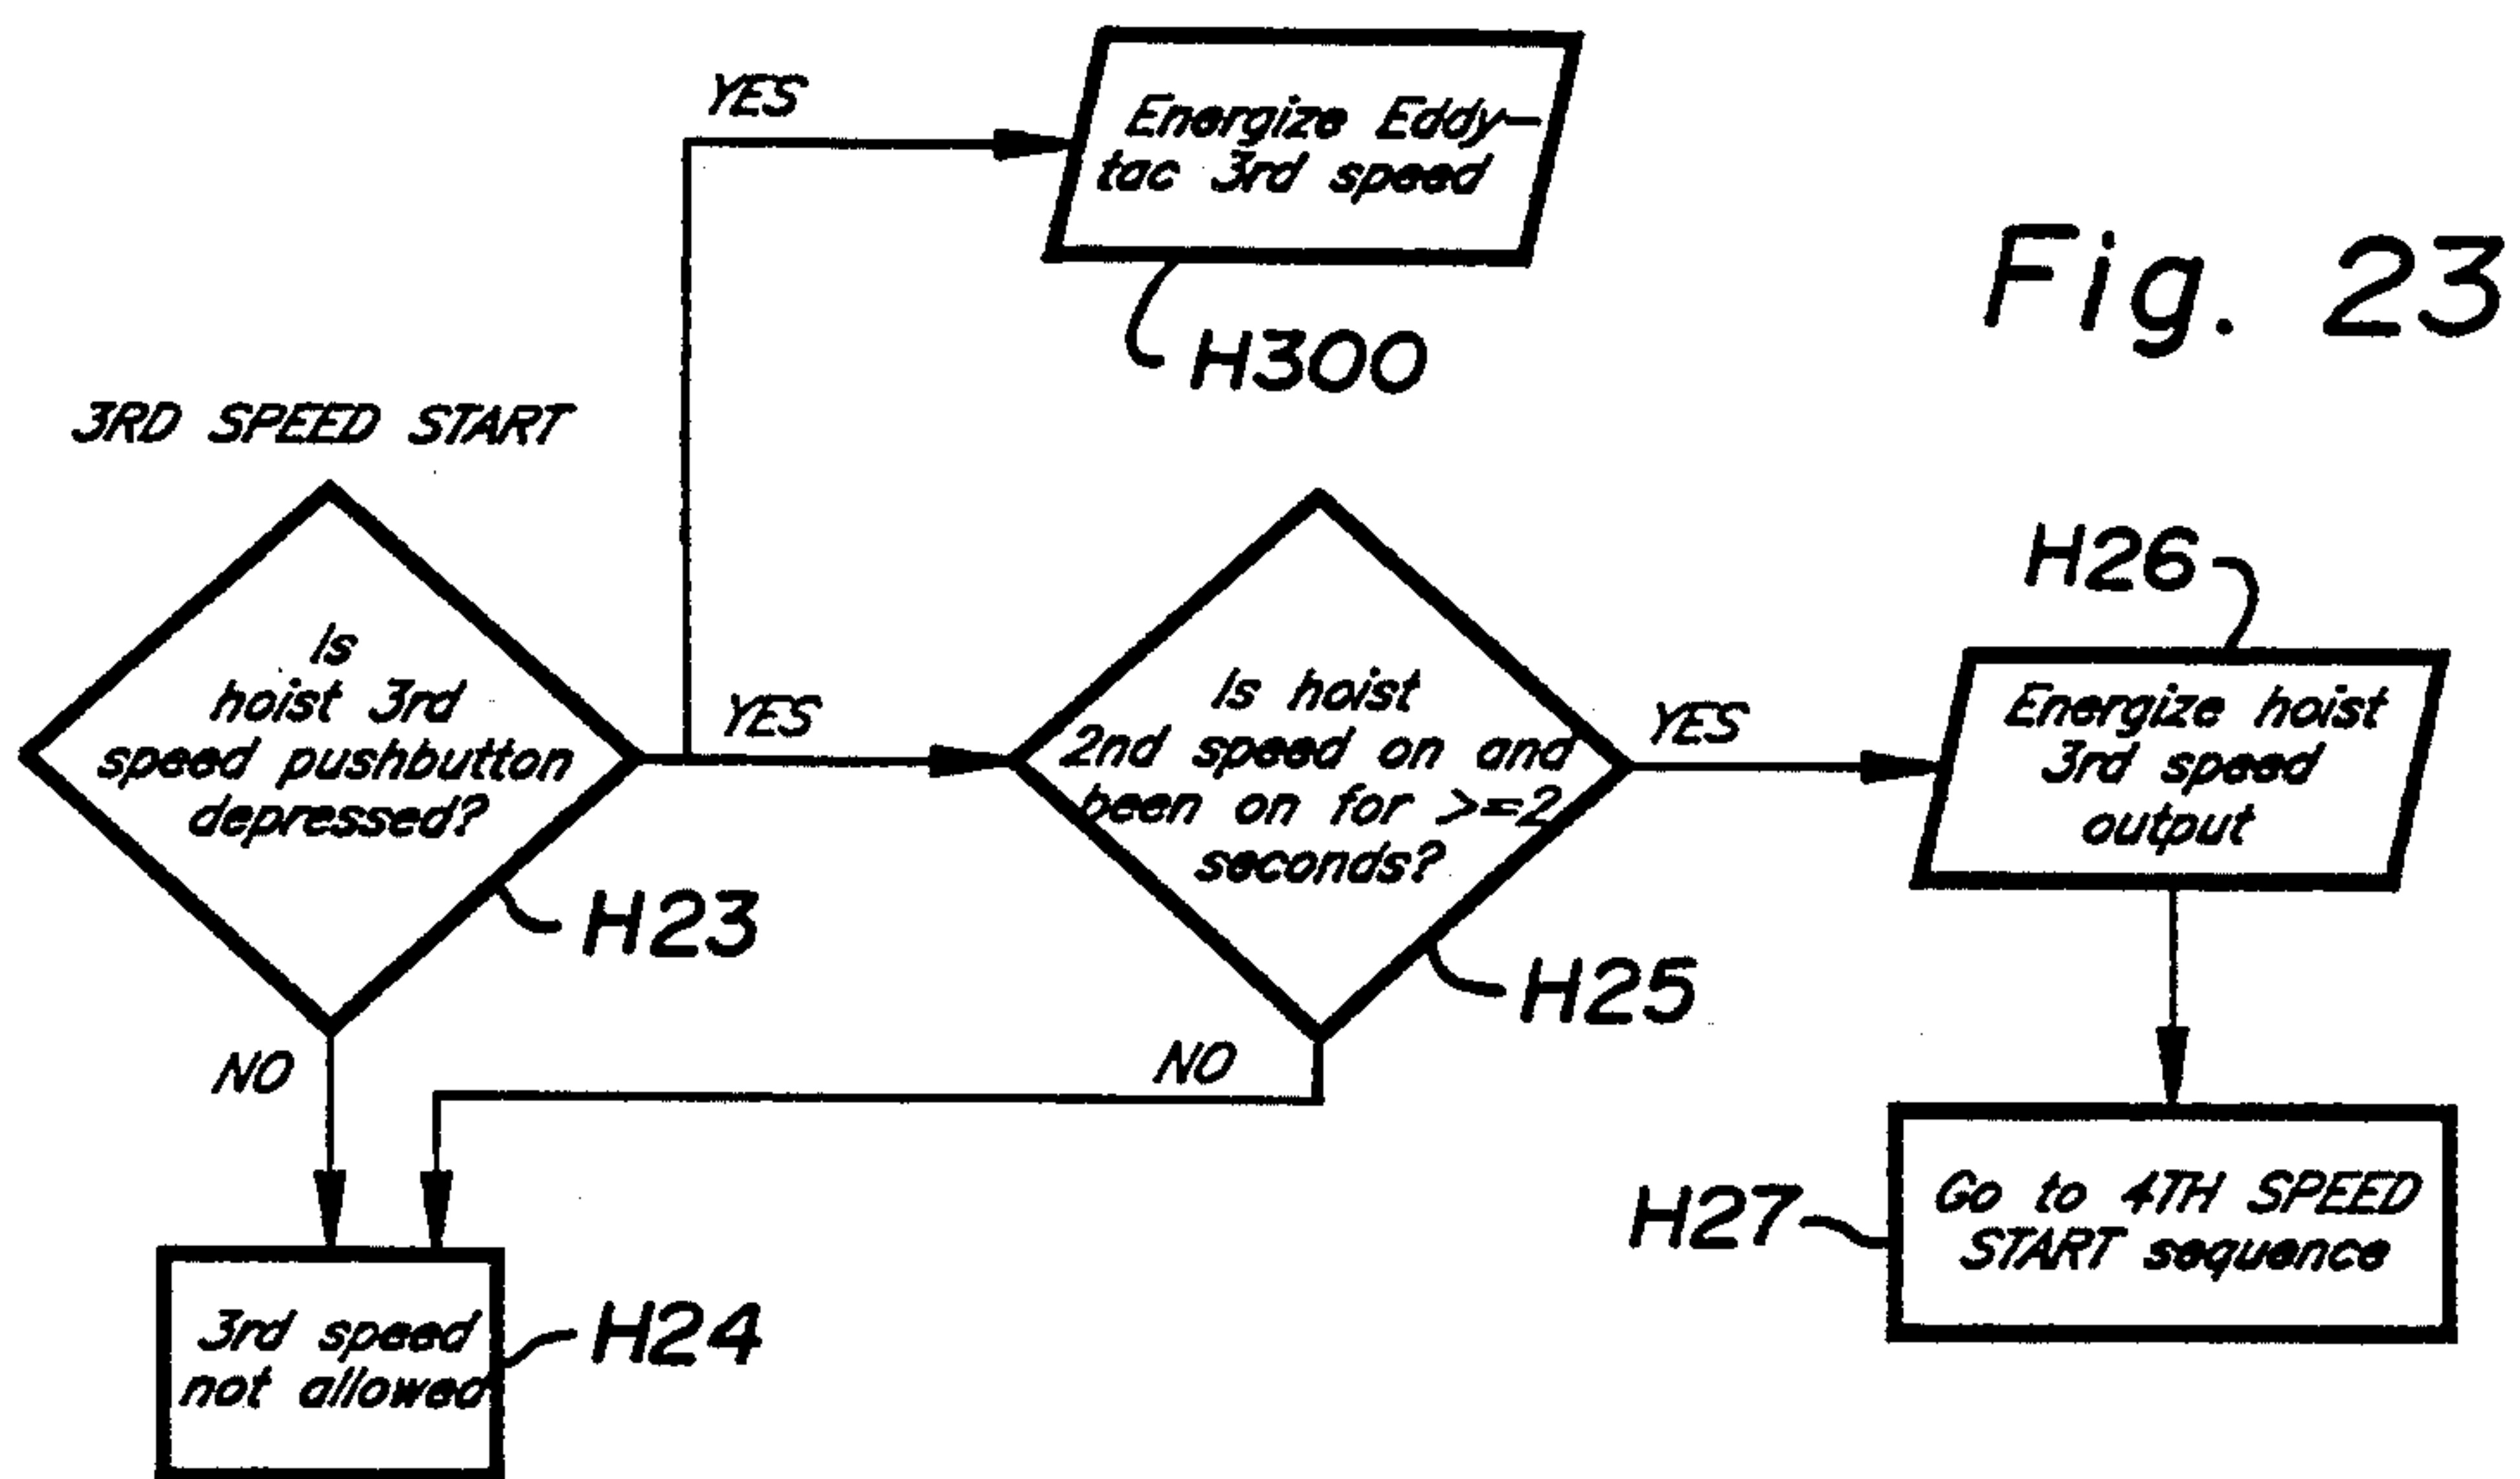 YES
Energize Eddy-
tac 3rd speed
H300
Fig. 23
3RD SPEED START
Is
hoist 3rd
speed pushbutton
depressed?
H23
YES
Is hoist
2nd speed on and
been on for >=2
seconds?
H25
YES
H26
Energize hoist
3rd speed
output
NO
NO
H27
Go to 4TH SPEED
START sequence
3rd speed
not allowed
H24